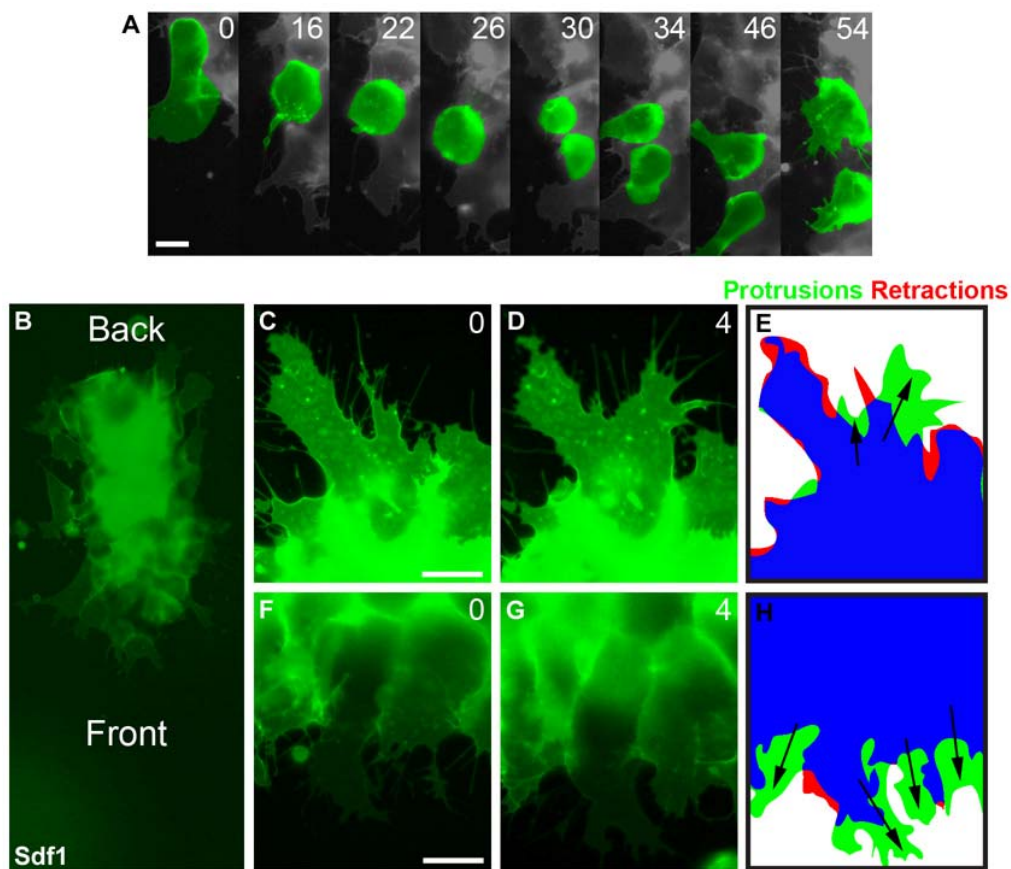 A 0 16 22 26 30 34 46 54
Protrusions Retractions
B Back C 0 D 4 E
Front F 0 G 4 H
Sdf1